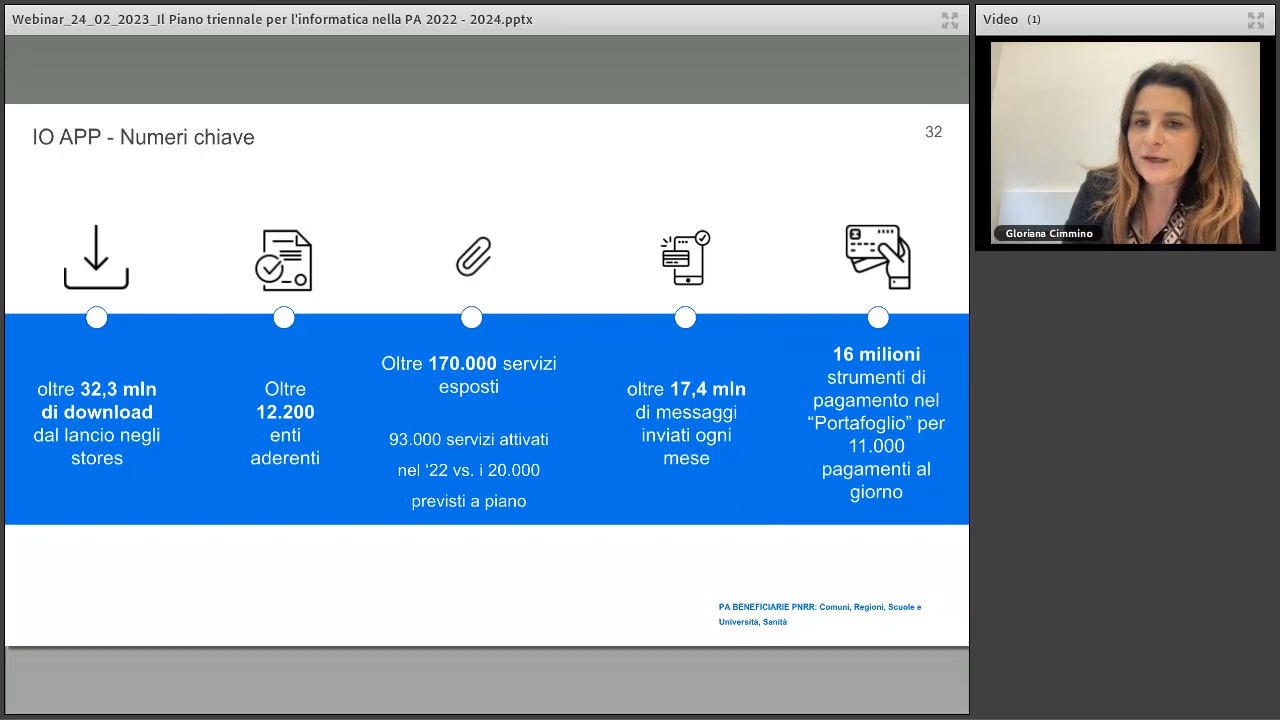 Webinar_24_02_2023_Il Piano triennale per l'informatica nella PA 2022 - 2024.pptx
Video (1)
Gloriana Cimmino
IO APP - Numeri chiave
32
oltre 32,3 mln
di download
dal lancio negli
stores
Oltre
12.200
enti
aderenti
Oltre 170.000 servizi
esposti
93.000 servizi attivati
nel ‘22 vs. i 20.000
previsti a piano
oltre 17,4 mln
di messaggi
inviati ogni
mese
16 milioni
strumenti di
pagamento nel
“Portafoglio” per
11.000
pagamenti al
giorno
PA BENEFICIARIE PNRR: Comuni, Regioni, Scuole e
Università, Sanità